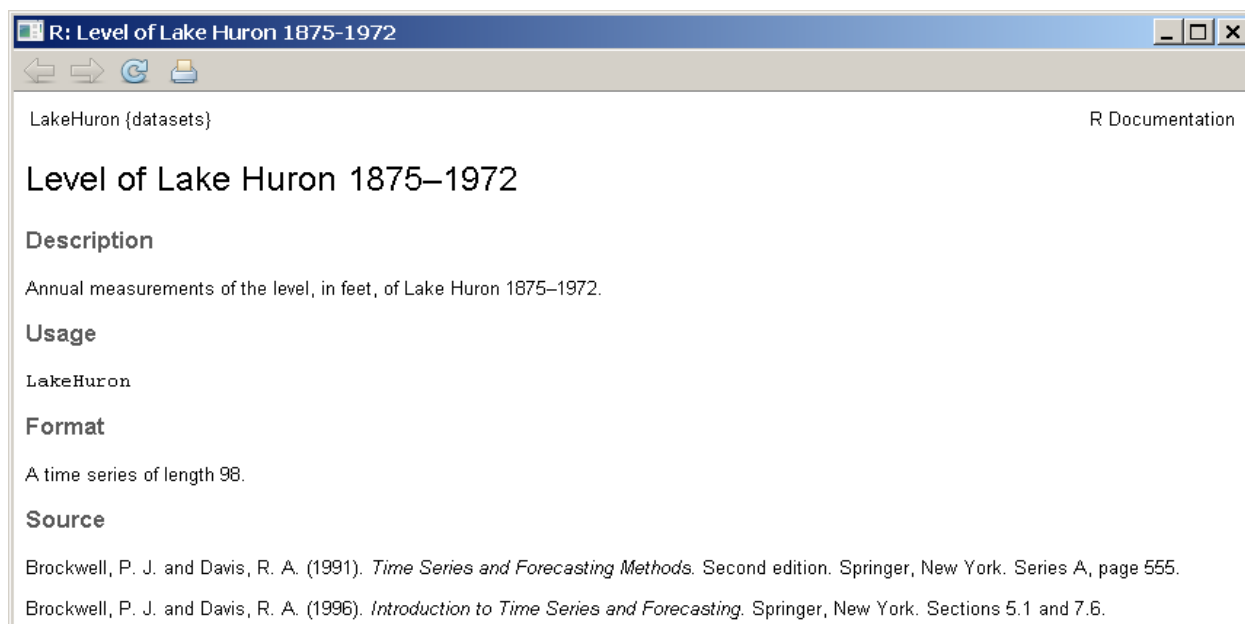 R: Level of Lake Huron 1875-1972
LakeHuron {datasets}
R Documentation
Level of Lake Huron 1875–1972
Description
Annual measurements of the level, in feet, of Lake Huron 1875–1972.
Usage
LakeHuron
Format
A time series of length 98.
Source
Brockwell, P. J. and Davis, R. A. (1991). Time Series and Forecasting Methods. Second edition. Springer, New York. Series A, page 555.
Brockwell, P. J. and Davis, R. A. (1996). Introduction to Time Series and Forecasting. Springer, New York. Sections 5.1 and 7.6.